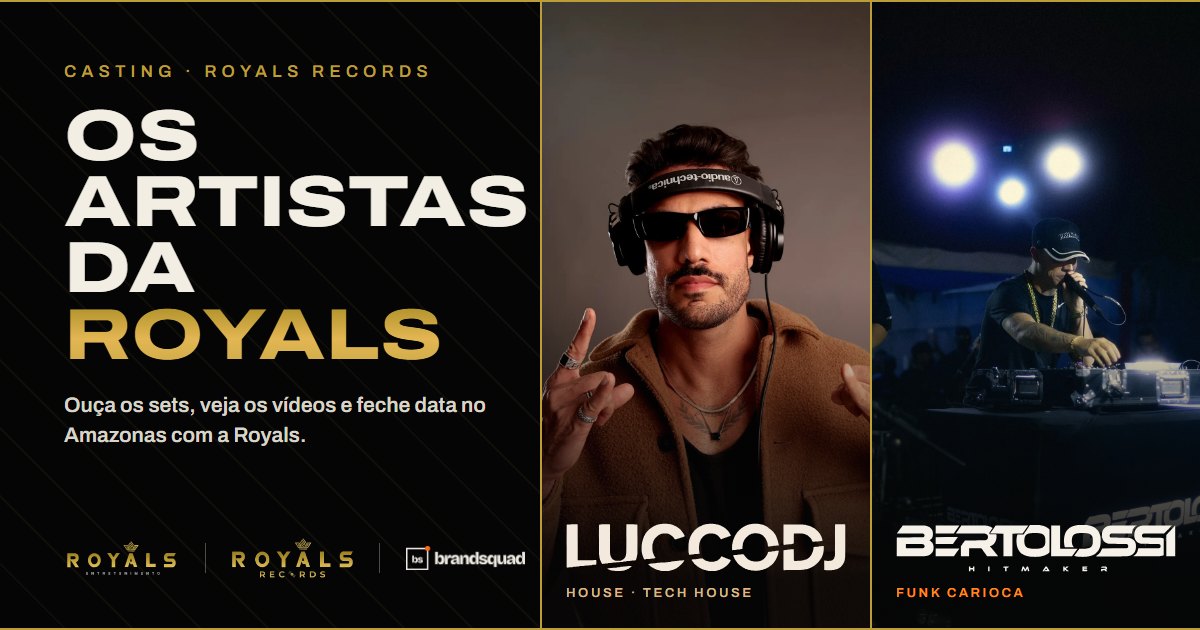 CASTING · ROYALS RECORDS
OS
ARTISTAS
DA
ROYALS
Ouça os sets, veja os vídeos e feche data no
Amazonas com a Royals.
ROYALS
ENTRETENIMENTO
ROYALS
RECORDS
bs brandsquad
audio-technica
LUCCODJ
HOUSE · TECH HOUSE
BERTOLOSSI
HITMAKER
FUNK CARIOCA